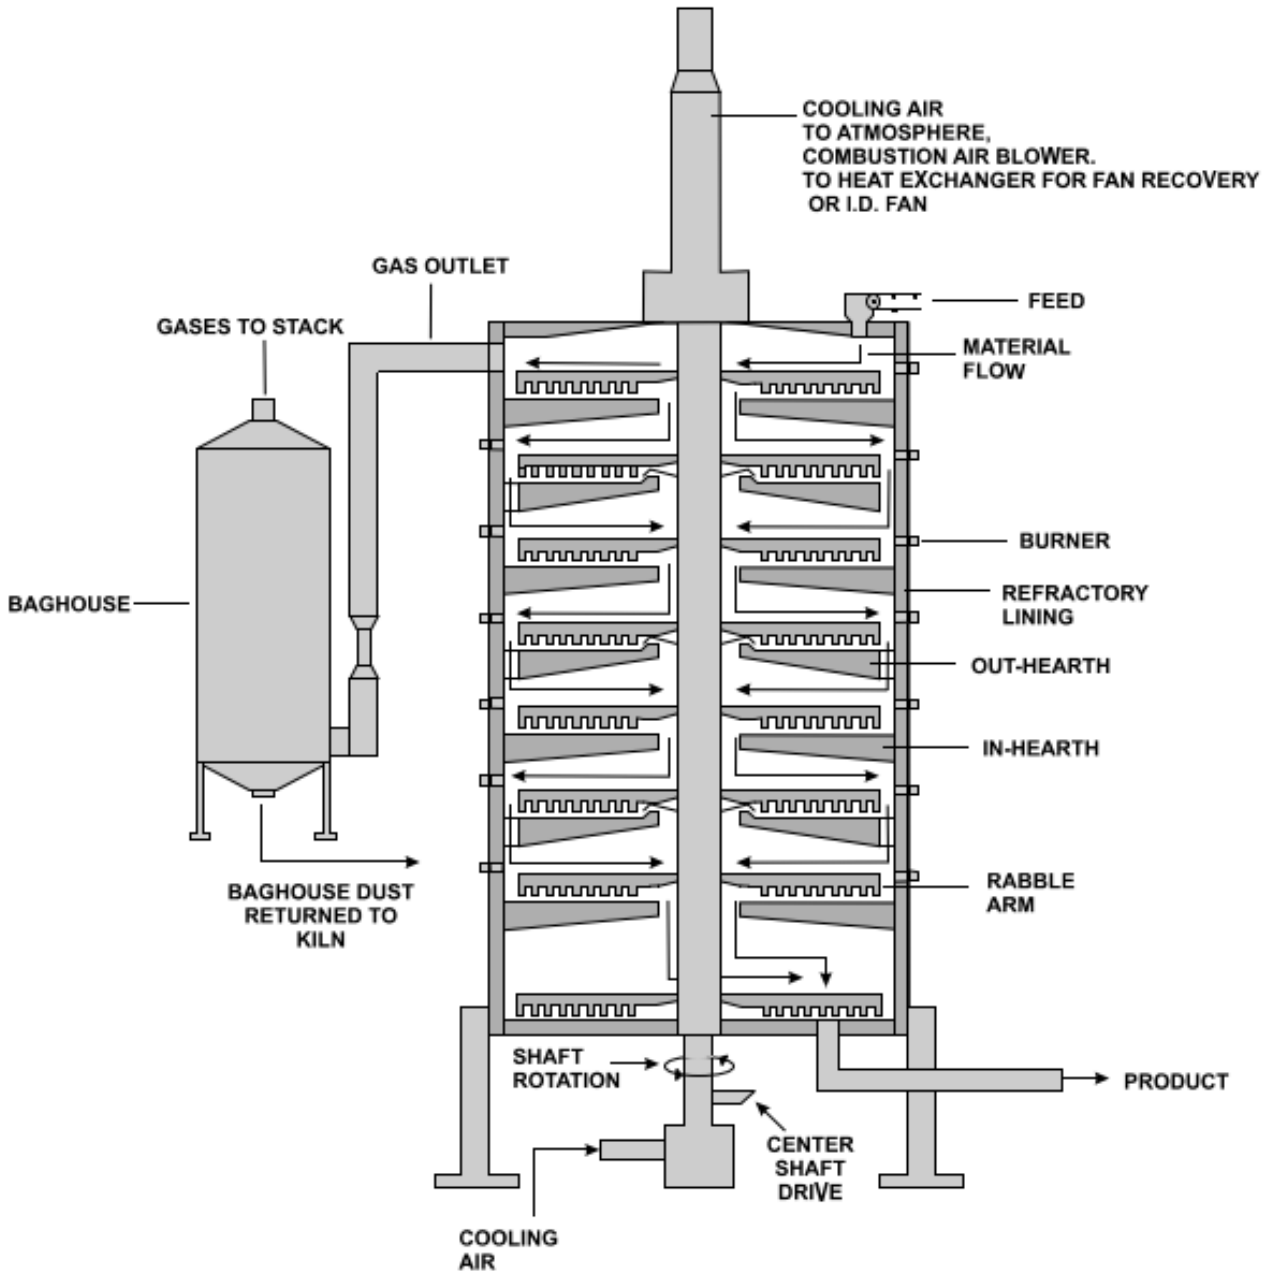 COOLING AIR
TO ATMOSPHERE,
COMBUSTION AIR BLOWER.
TO HEAT EXCHANGER FOR FAN RECOVERY
OR I.D. FAN
GAS OUTLET
FEED
GASES TO STACK
MATERIAL
FLOW
BURNER
BAGHOUSE
REFRACTORY
LINING
OUT-HEARTH
IN-HEARTH
RABBLE
ARM
BAGHOUSE DUST
RETURNED TO
KILN
SHAFT
ROTATION
PRODUCT
CENTER
SHAFT
DRIVE
COOLING
AIR